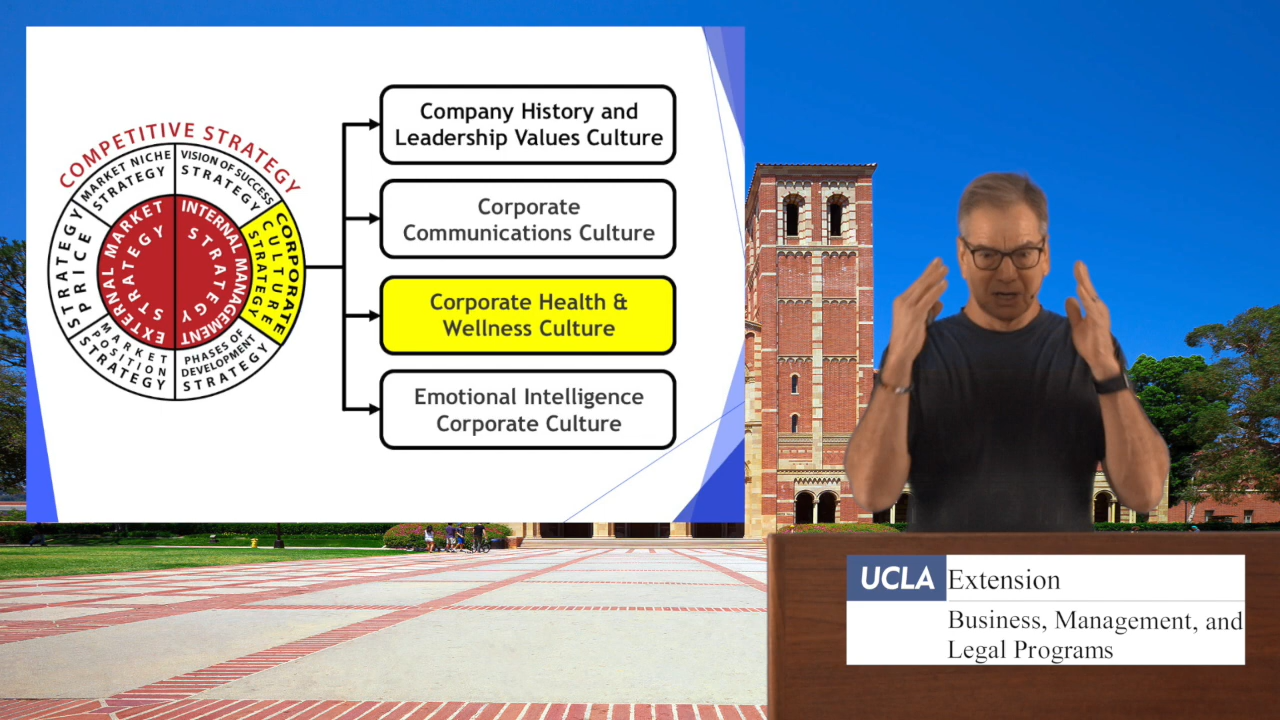 COMPETITIVE STRATEGY
MARKET NICHE
STRATEGY
VISION OF SUCCESS
STRATEGY
STRATEGY
PRICE
EXTERNAL MARKET
STRATEGY
INTERNAL MANAGEMENT
STRATEGY
CORPORATE
CULTURE
STRATEGY
MARKET
POSITION
STRATEGY
PHASES OF
DEVELOPMENT
STRATEGY
Company History and
Leadership Values Culture
Corporate
Communications Culture
Corporate Health &
Wellness Culture
Emotional Intelligence
Corporate Culture
UCLA Extension
Business, Management, and
Legal Programs